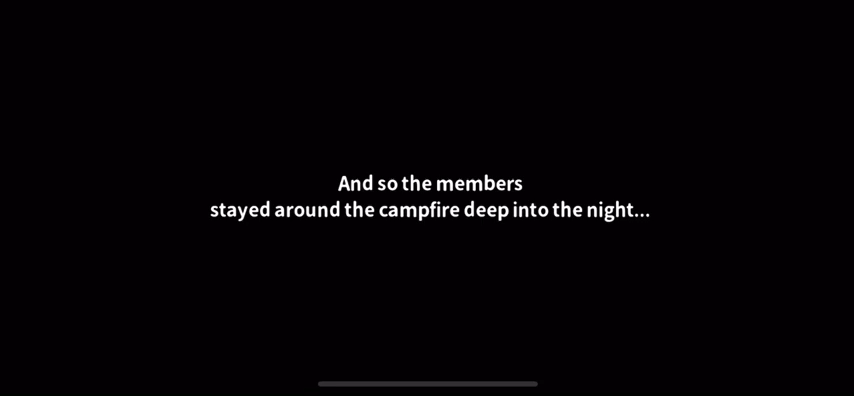 And so the members
stayed around the campfire deep into the night...